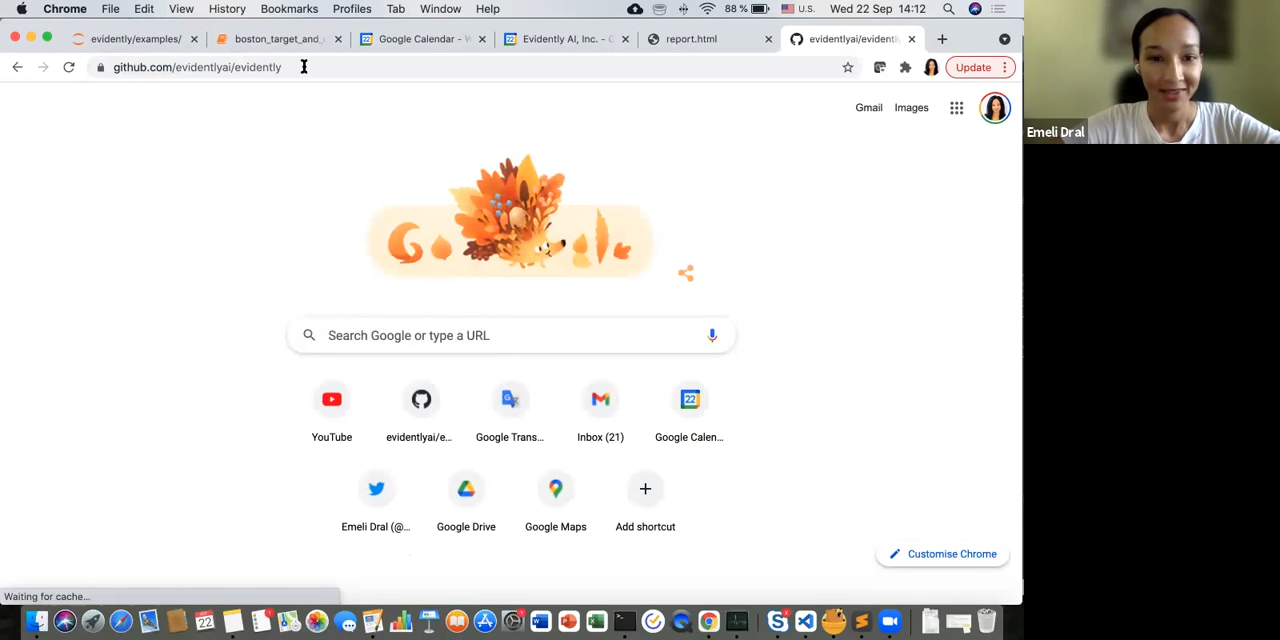 Chrome File Edit View History Bookmarks Profiles Tab Window Help 88 % U.S. Wed 22 Sep 14:12
evidently/examples/ boston_target_and_ Google Calendar - W Evidently AI, Inc. - C report.html evidentlyai/evident
github.com/evidentlyai/evidently Update
Gmail Images
Emeli Dral
Search Google or type a URL
YouTube evidentlyai/e... Google Trans... Inbox (21) Google Calen...
Emeli Dral (@... Google Drive Google Maps Add shortcut
Customise Chrome
Waiting for cache...